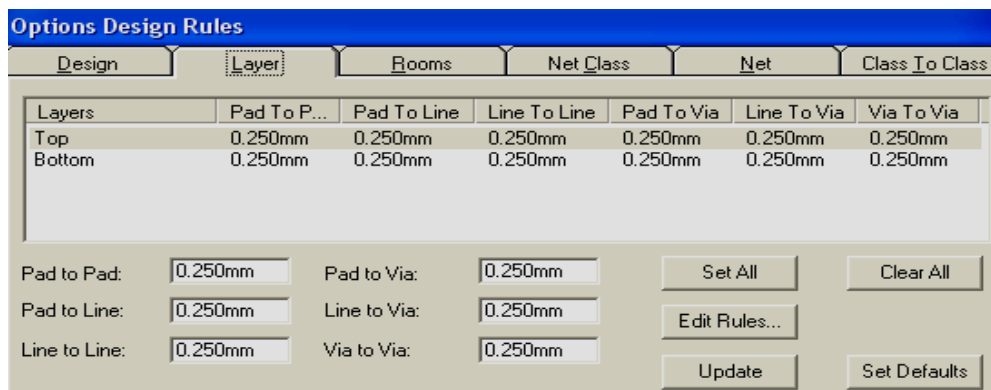 Options Design Rules
Design Layer Rooms Net Class Net Class To Class
Layers Pad To P... Pad To Line Line To Line Pad To Via Line To Via Via To Via
Top 0.250mm 0.250mm 0.250mm 0.250mm 0.250mm 0.250mm
Bottom 0.250mm 0.250mm 0.250mm 0.250mm 0.250mm 0.250mm
Pad to Pad: 0.250mm Pad to Via: 0.250mm Set All Clear All
Pad to Line: 0.250mm Line to Via: 0.250mm Edit Rules...
Line to Line: 0.250mm Via to Via: 0.250mm Update Set Defaults